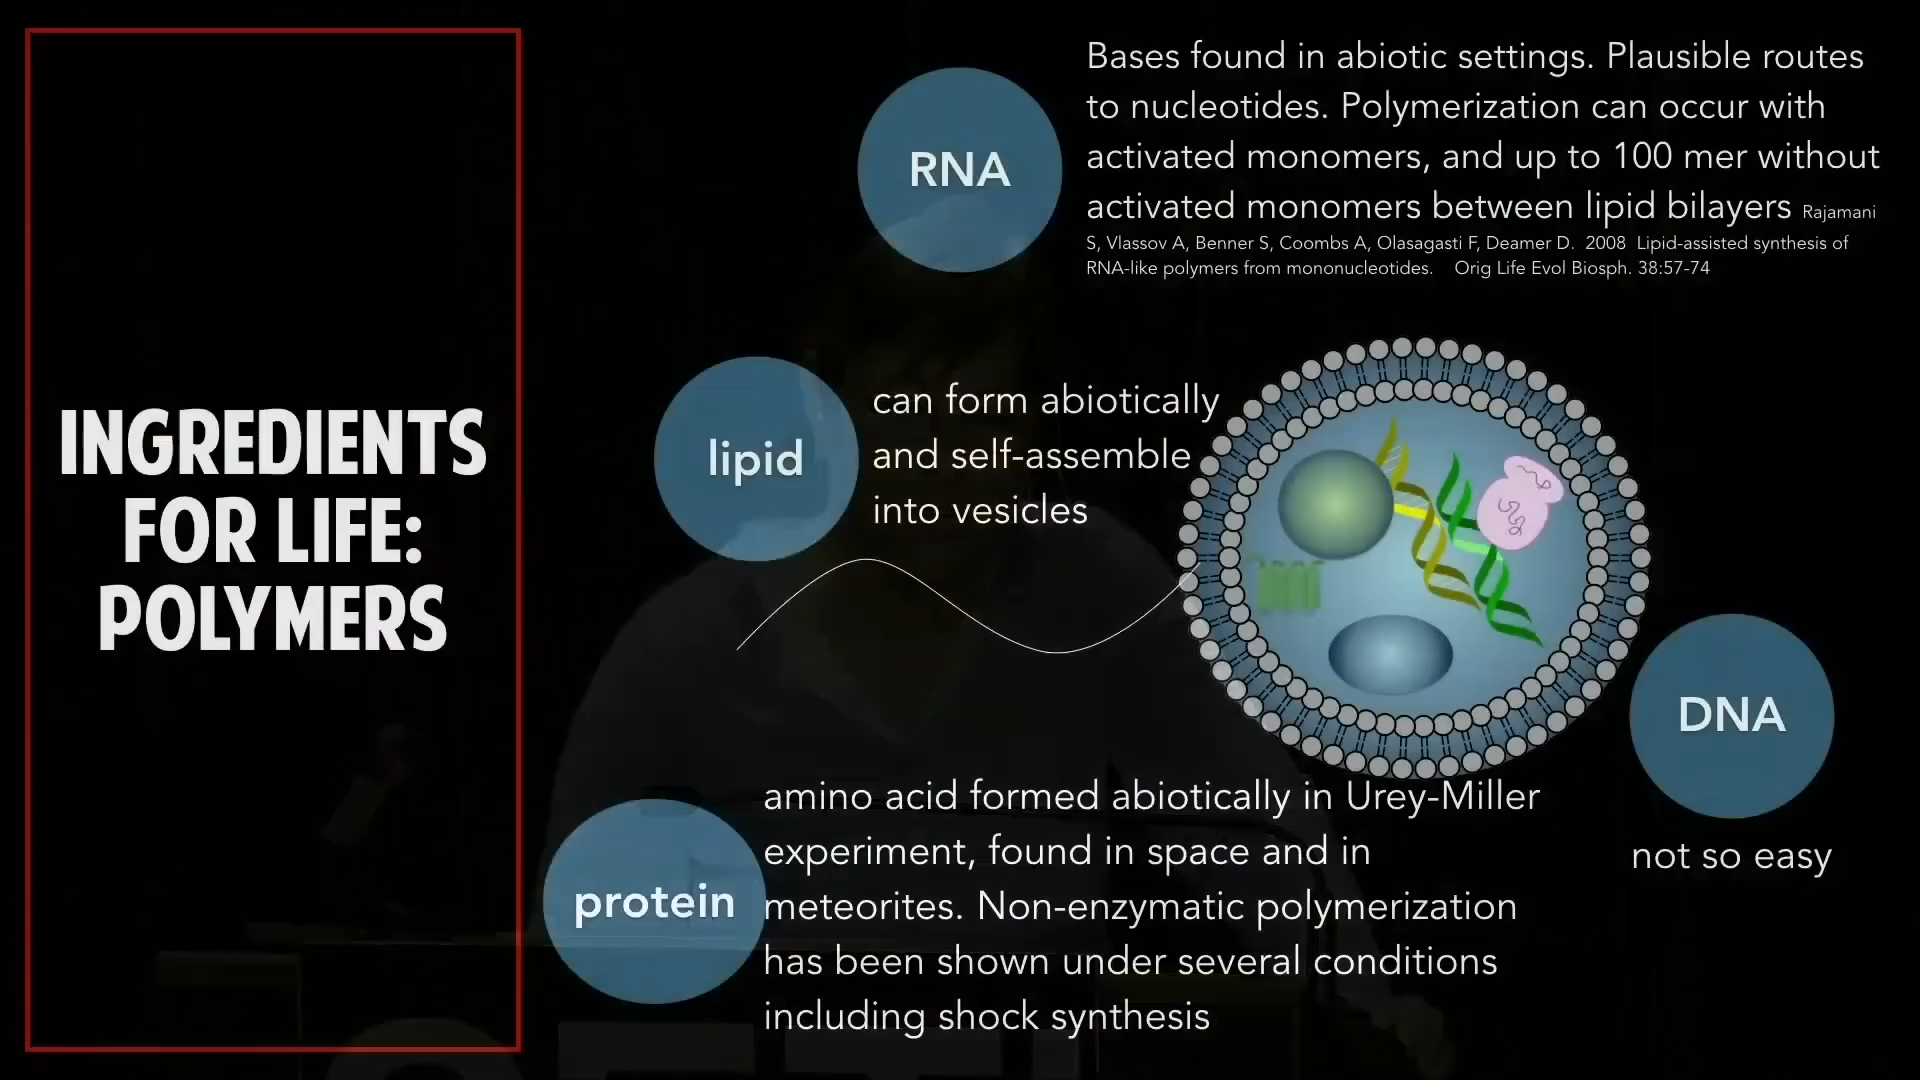 INGREDIENTS
FOR LIFE:
POLYMERS
RNA
Bases found in abiotic settings. Plausible routes
to nucleotides. Polymerization can occur with
activated monomers, and up to 100 mer without
activated monomers between lipid bilayers Rajamani
S, Vlassov A, Benner S, Coombs A, Olasagasti F, Deamer D. 2008 Lipid-assisted synthesis of
RNA-like polymers from mononucleotides. Orig Life Evol Biosph. 38:57-74
lipid
can form abiotically
and self-assemble
into vesicles
DNA
not so easy
protein
amino acid formed abiotically in Urey-Miller
experiment, found in space and in
meteorites. Non-enzymatic polymerization
has been shown under several conditions
including shock synthesis